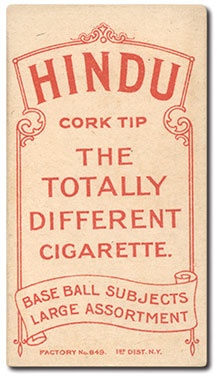 HINDU
CORK TIP
THE
TOTALLY
DIFFERENT
CIGARETTE.
BASE BALL SUBJECTS
LARGE ASSORTMENT
FACTORY No. 649. 1ST DIST. N.Y.